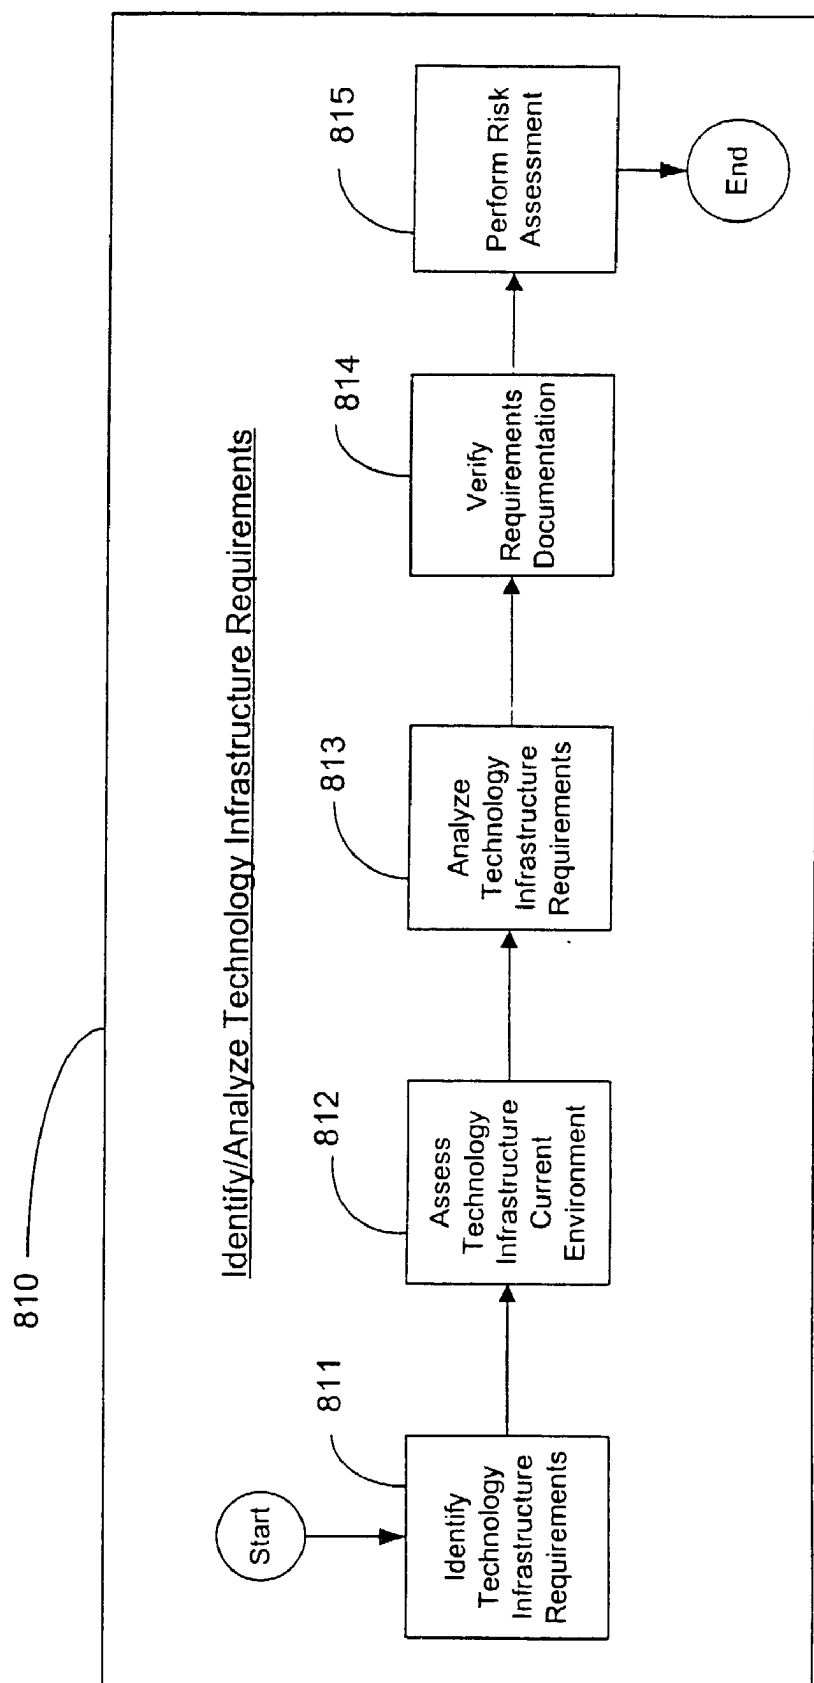 810
Identify/Analyze Technology Infrastructure Requirements
Start
811
Identify
Technology
Infrastructure
Requirements
812
Assess
Technology
Infrastructure
Current
Environment
813
Analyze
Technology
Infrastructure
Requirements
814
Verify
Requirements
Documentation
815
Perform Risk
Assessment
End